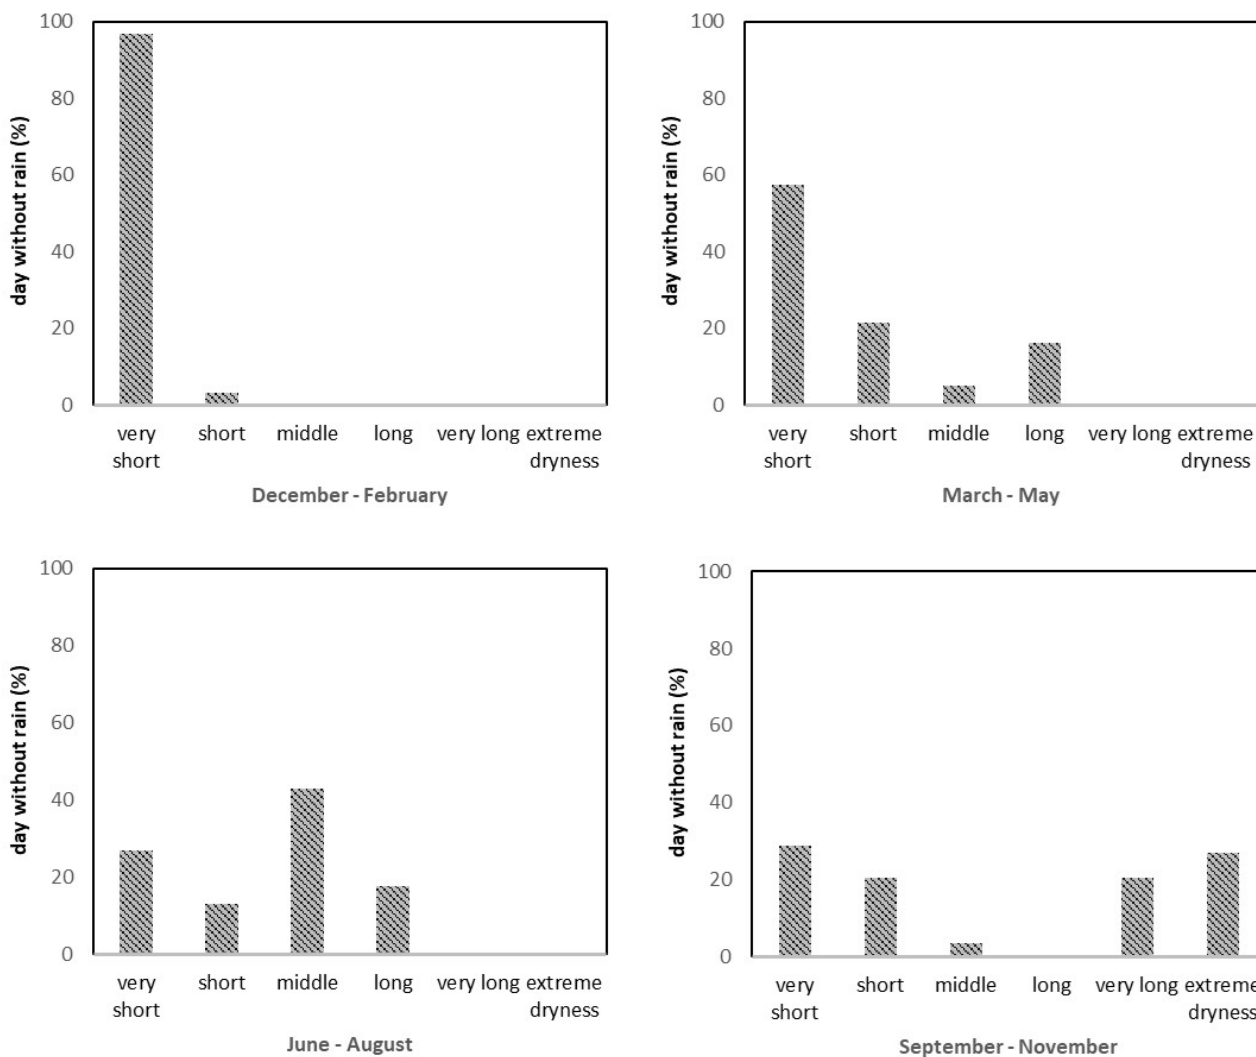 day without rain (%)
100
80
60
40
20
0
very short
short
middle
long
very long
extreme dryness
December - February
day without rain (%)
100
80
60
40
20
0
very short
short
middle
long
very long
extreme dryness
March - May
day without rain (%)
100
80
60
40
20
0
very short
short
middle
long
very long
extreme dryness
June - August
day without rain (%)
100
80
60
40
20
0
very short
short
middle
long
very long
extreme dryness
September - November